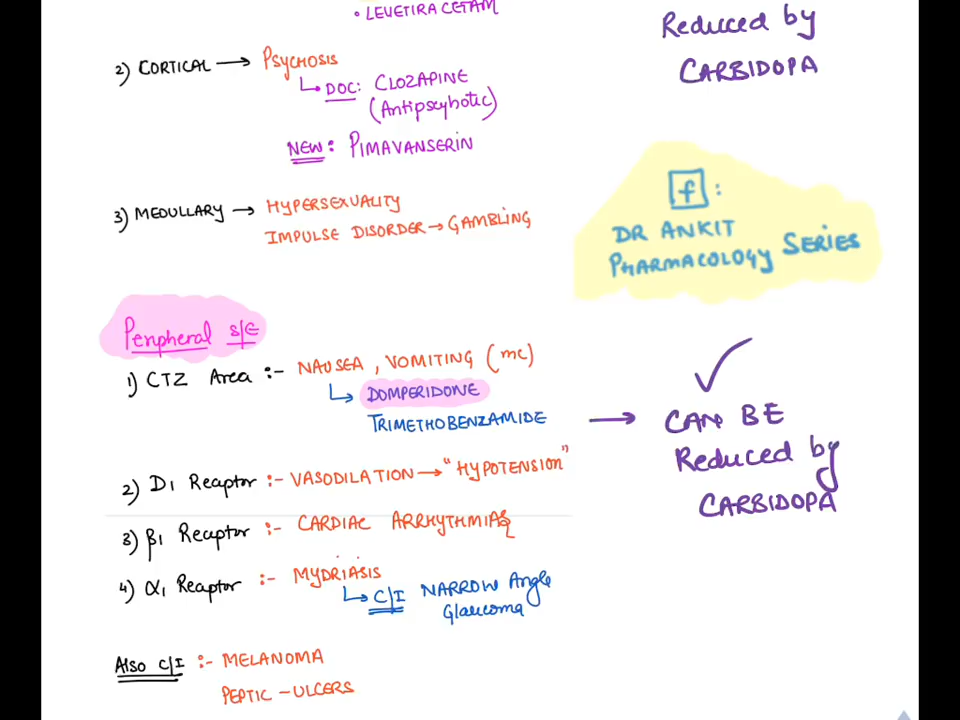 • LEVETIRACETAM
Reduced by
CARBIDOPA
2) CORTICAL → PSYCHOSIS
DOC: CLOZAPINE
(Antipscyhotic)
NEW: PIMAVANSERIN
3) MEDULLARY → HYPERSEXUALITY
IMPULSE DISORDER → GAMBLING
f :
DR ANKIT
PHARMACOLOGY SERIES
Peripheral S/E
1) CTZ Area :- NAUSEA, VOMITING (mc)
DOMPERIDONE
TRIMETHOBENZAMIDE → CAN BE
Reduced by
CARBIDOPA
2) D1 Receptor :- VASODILATION → "HYPOTENSION"
3) β1 Receptor :- CARDIAC ARRHYTHMIAS
4) α1 Receptor :- MYDRIASIS
C/I NARROW Angle
Glaucoma
Also C/I :- MELANOMA
PEPTIC - ULCERS